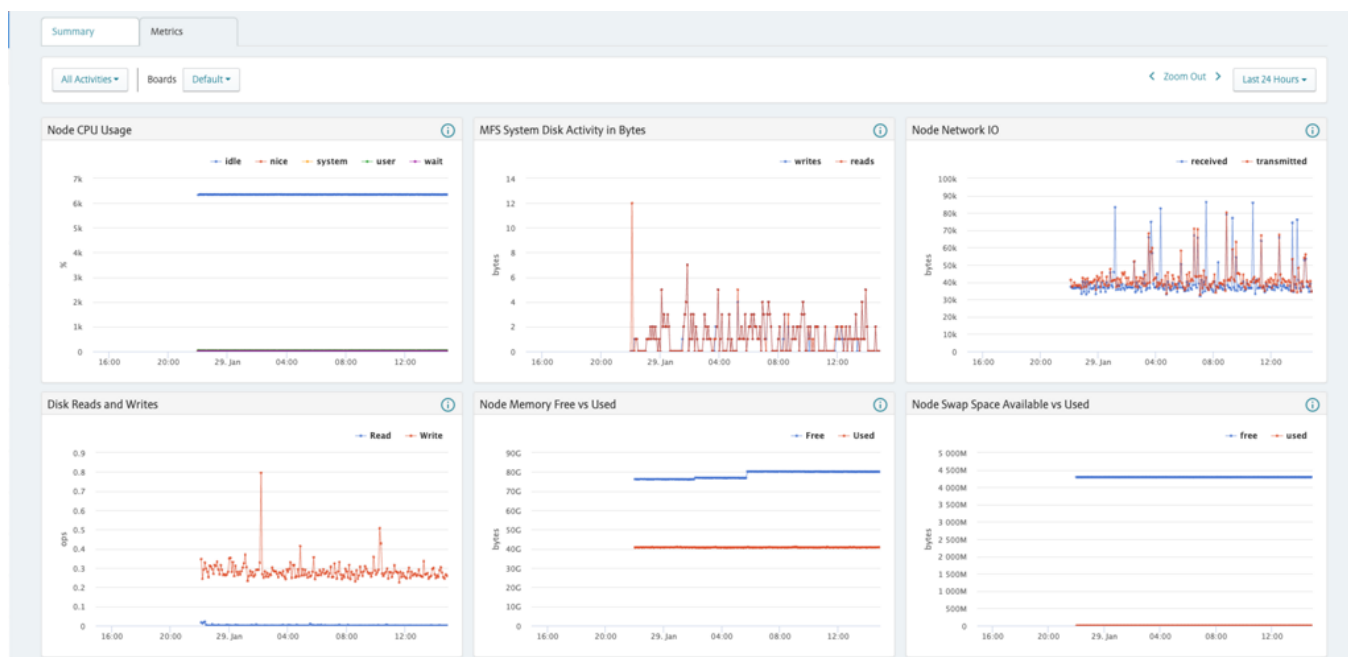 Summary Metrics
All Activities Boards Default Zoom Out Last 24 Hours
Node CPU Usage
idle nice system user wait
7k
6k
5k
4k
3k
2k
1k
0
%
16:00 20:00 29. Jan 04:00 08:00 12:00
MFS System Disk Activity in Bytes
writes reads
14
12
10
8
6
4
2
0
bytes
16:00 20:00 29. Jan 04:00 08:00 12:00
Node Network IO
received transmitted
100k
90k
80k
70k
60k
50k
40k
30k
20k
10k
0
bytes
16:00 20:00 29. Jan 04:00 08:00 12:00
Disk Reads and Writes
Read Write
0.9
0.8
0.7
0.6
0.5
0.4
0.3
0.2
0.1
0
ops
16:00 20:00 29. Jan 04:00 08:00 12:00
Node Memory Free vs Used
Free Used
90G
80G
70G
60G
50G
40G
30G
20G
10G
0
bytes
16:00 20:00 29. Jan 04:00 08:00 12:00
Node Swap Space Available vs Used
free used
5 000M
4 500M
4 000M
3 500M
3 000M
2 500M
2 000M
1 500M
1 000M
500M
0
bytes
16:00 20:00 29. Jan 04:00 08:00 12:00